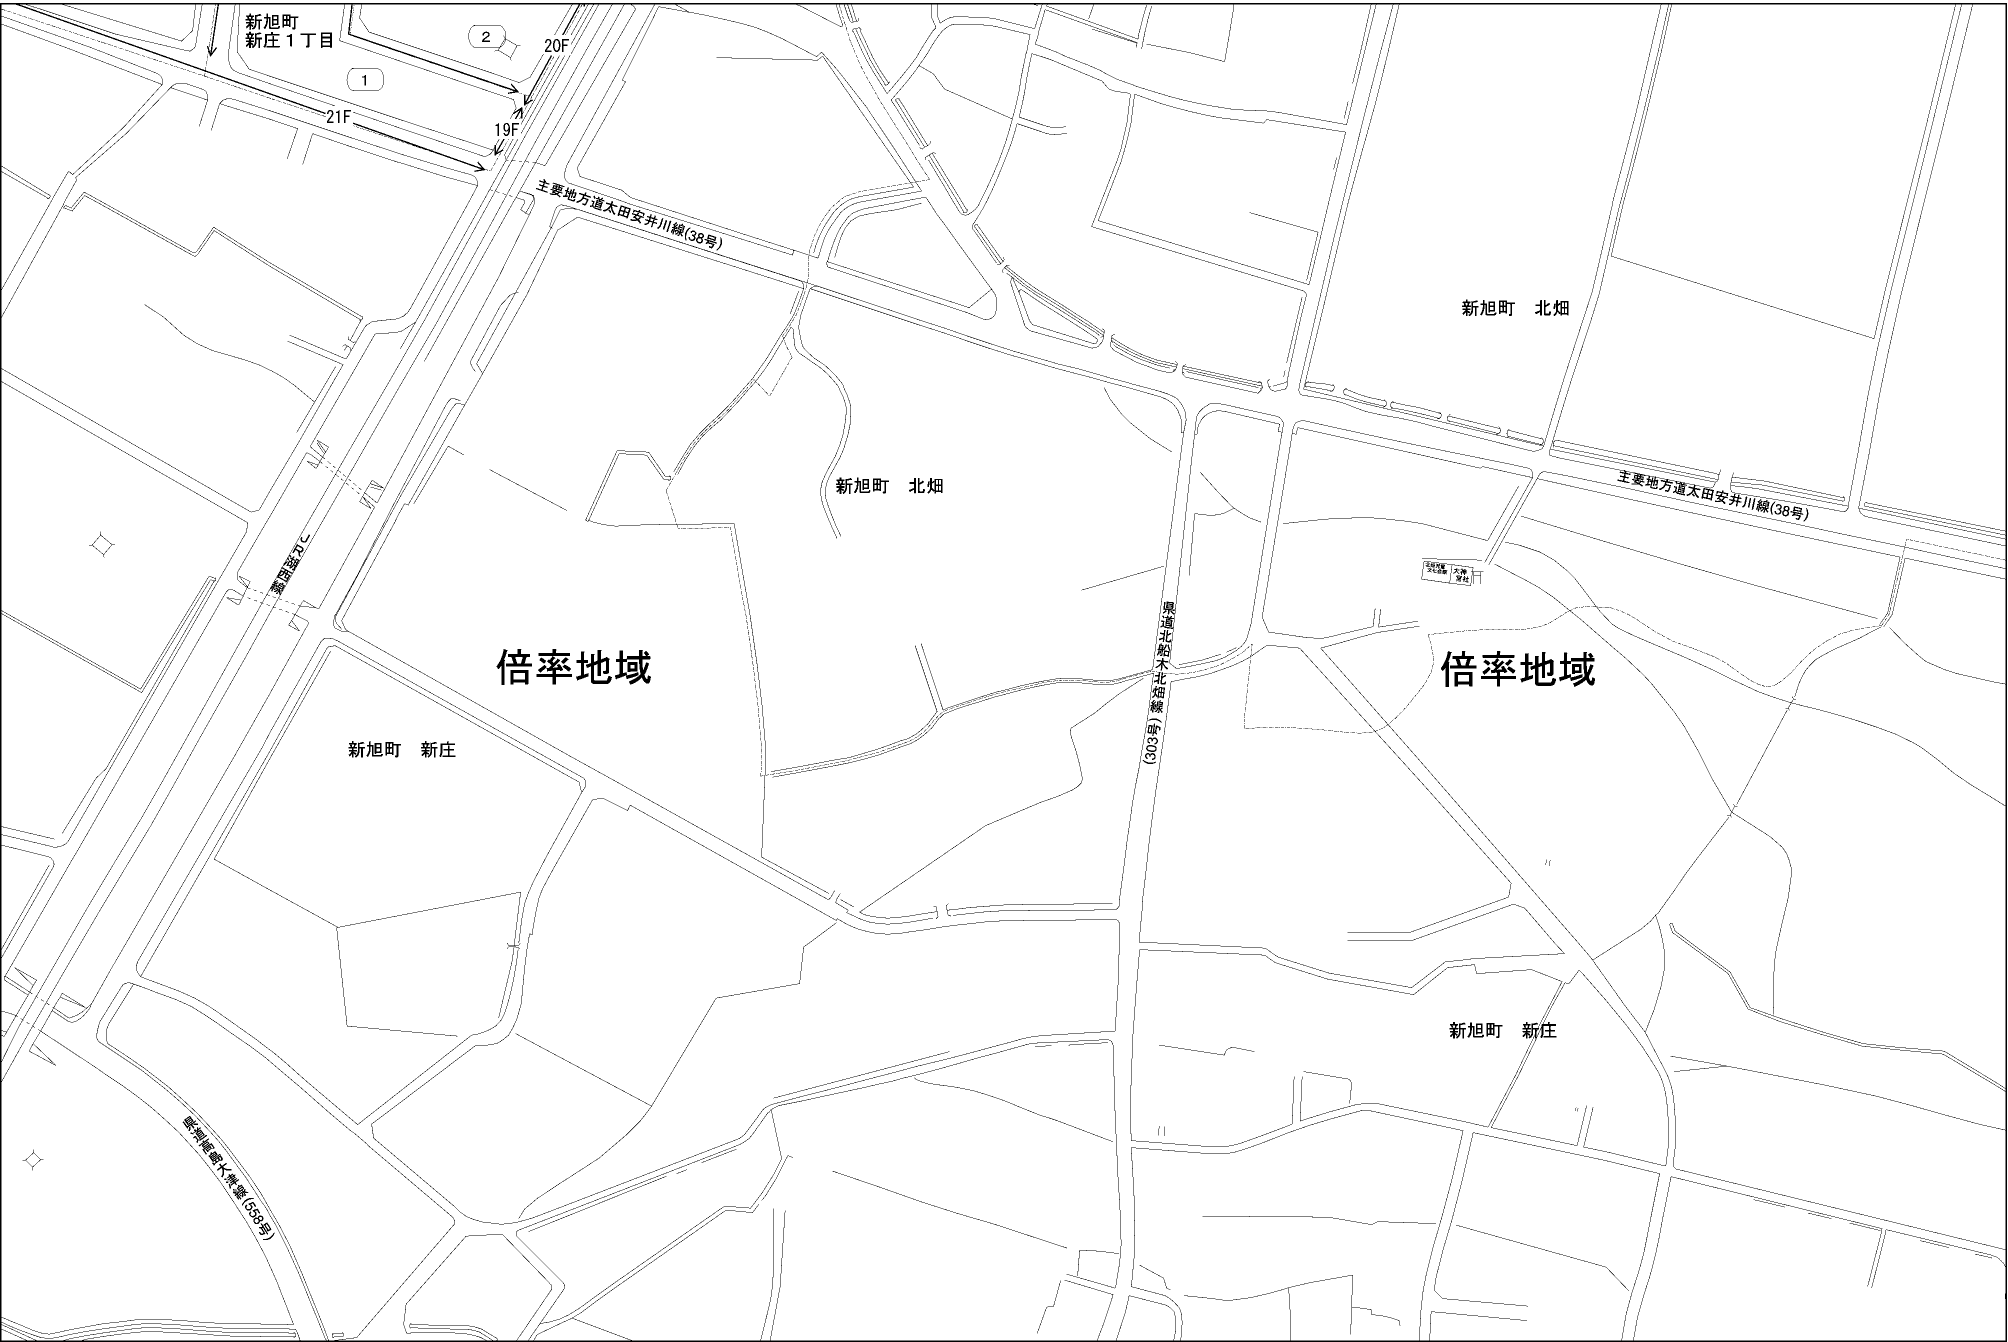 新旭町
新庄1丁目
2
20F
1
21F
19F
主要地方道太田安井川線(38号)
新旭町 北畑
新旭町 北畑
主要地方道太田安井川線(38号)
JR湖西線
大神
宮社
県道北船木北畑線(303号)
倍率地域
倍率地域
新旭町 新庄
新旭町 新庄
県道高島大津線(558号)